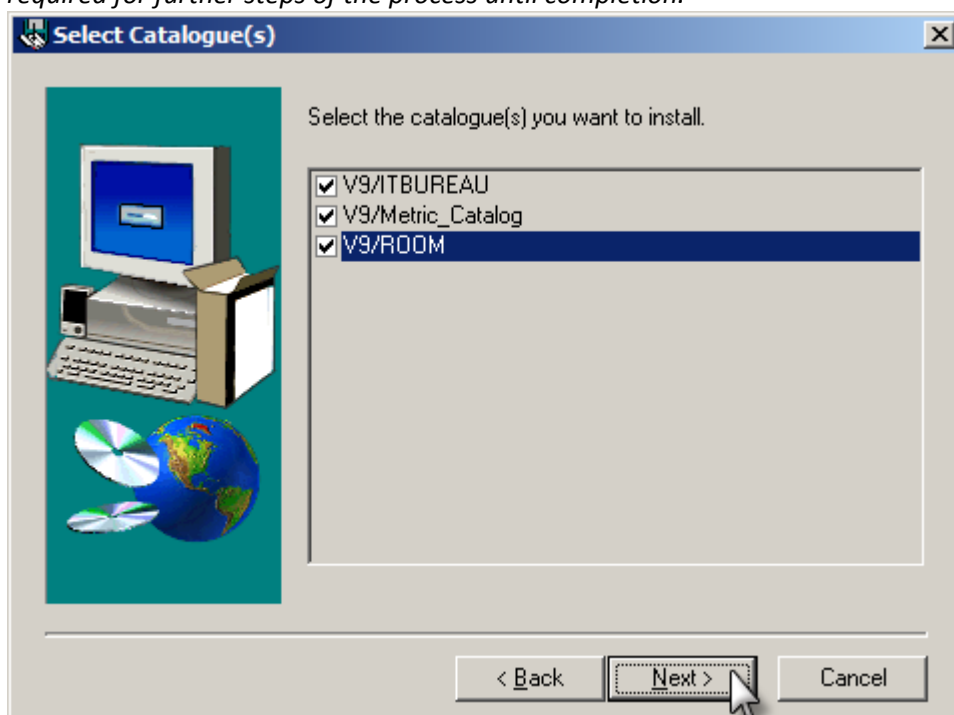 required for further steps of the process until completion.
Select Catalogue(s)
Select the catalogue(s) you want to install.
V9/ITBUREAU
V9/Metric_Catalog
V9/ROOM
< Back
Next >
Cancel